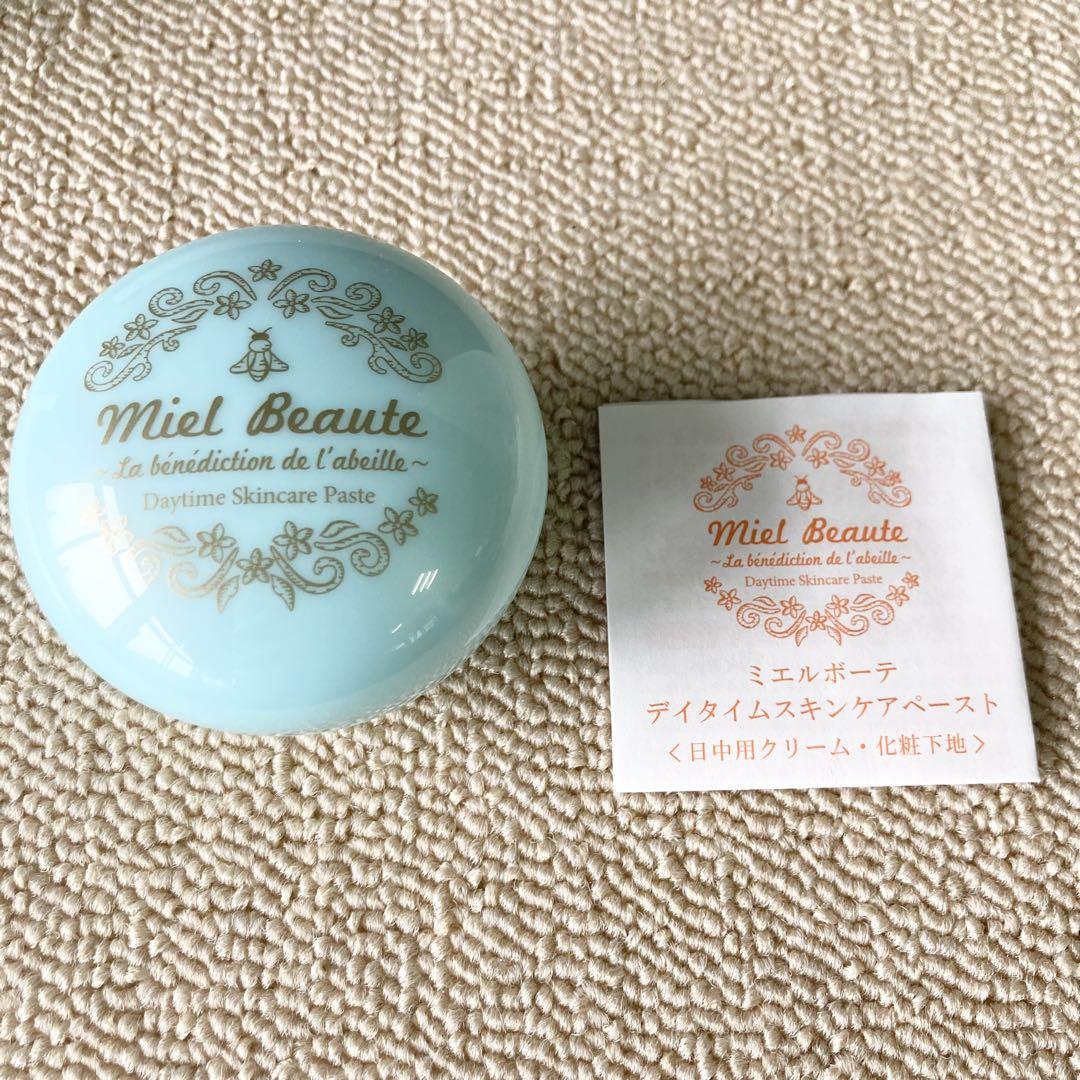 Miel Beaute
~La bénédiction de l'abeille~
Daytime Skincare Paste
Miel Beaute
~La bénédiction de l'abeille~
Daytime Skincare Paste
ミエルボーテ
デイタイムスキンケアペースト
〈日中用クリーム・化粧下地〉